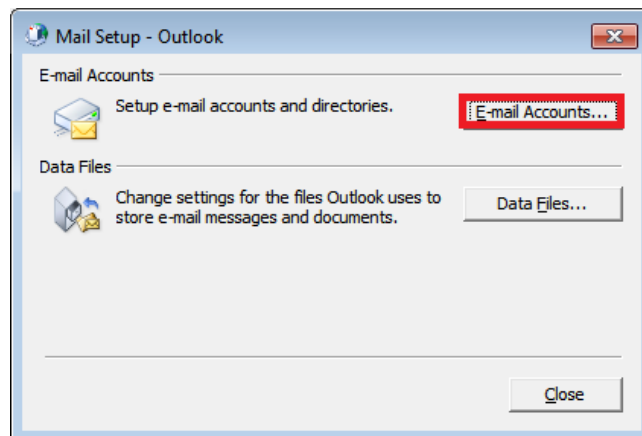 Mail Setup - Outlook
E-mail Accounts
Setup e-mail accounts and directories.
E-mail Accounts...
Data Files
Change settings for the files Outlook uses to
store e-mail messages and documents.
Data Files...
Close